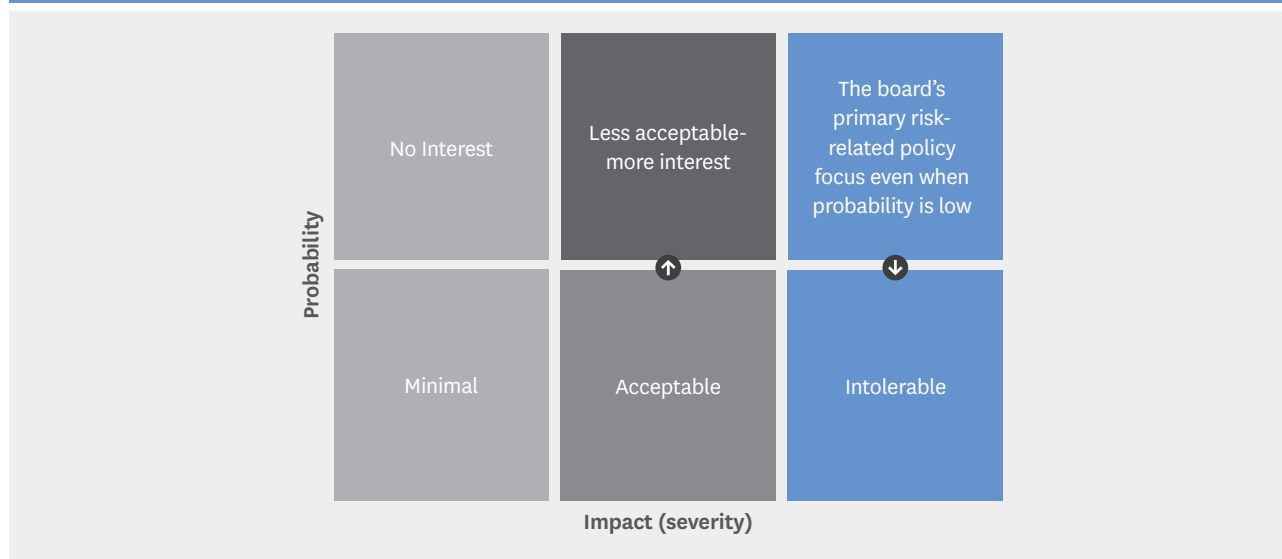 No Interest
Less acceptable-
more interest
The board’s
primary risk-
related policy
focus even when
probability is low
Probability
Minimal
Acceptable
Intolerable
Impact (severity)